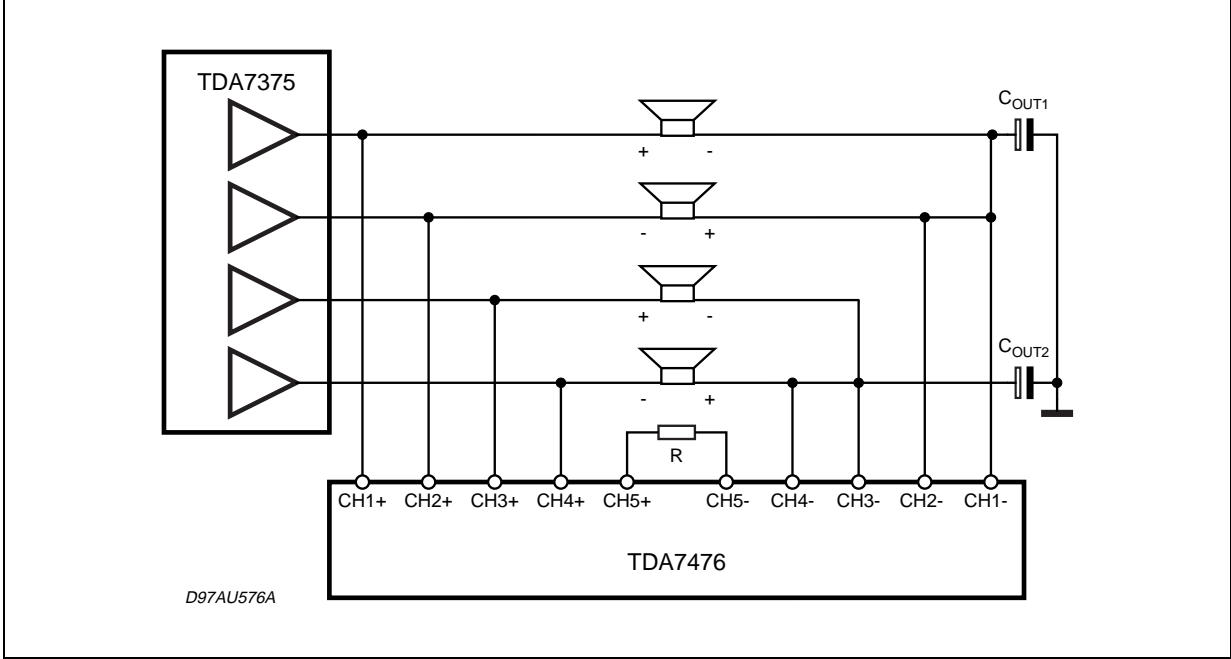 TDA7375
COUT1
+ -
- +
+ -
COUT2
- +
R
CH1+ CH2+ CH3+ CH4+ CH5+ CH5- CH4- CH3- CH2- CH1-
TDA7476
D97AU576A